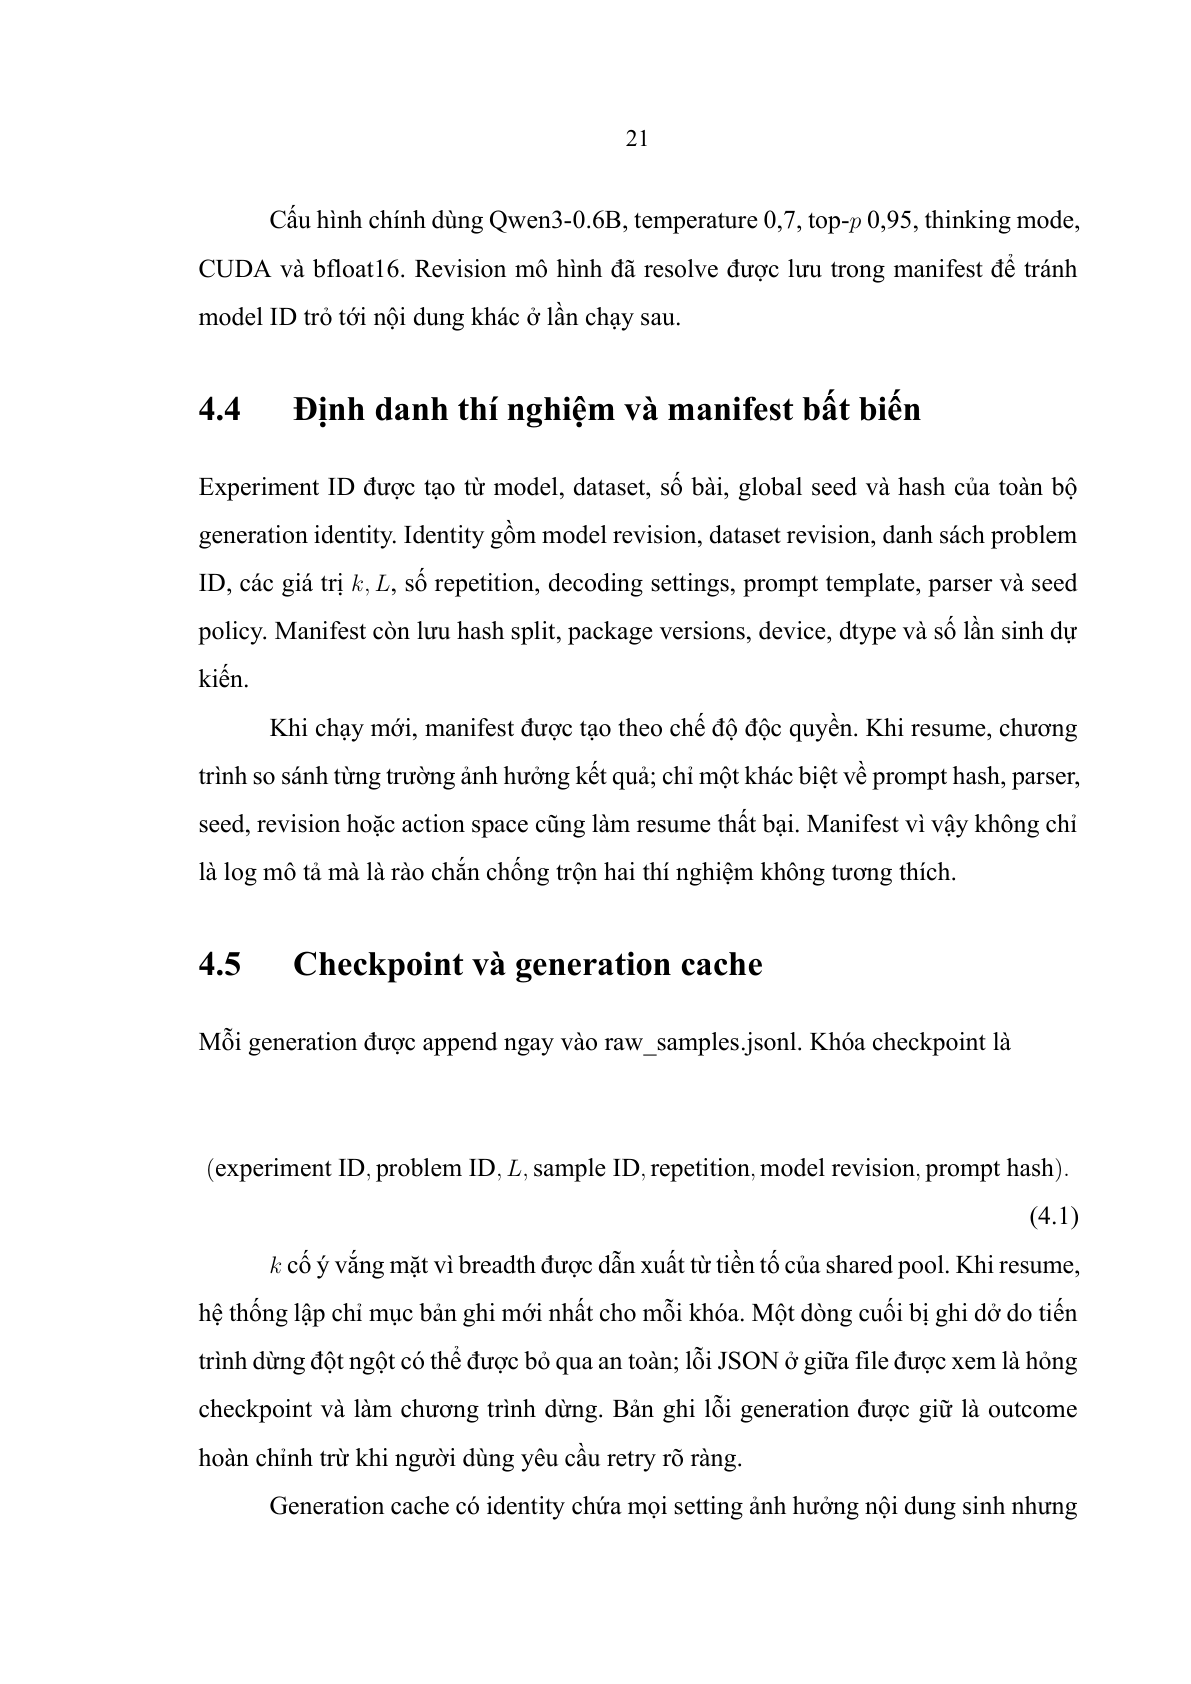 21
Cấu hình chính dùng Qwen3-0.6B, temperature 0,7, top-p 0,95, thinking mode,
CUDA và bfloat16. Revision mô hình đã resolve được lưu trong manifest để tránh
model ID trỏ tới nội dung khác ở lần chạy sau.
4.4 Định danh thí nghiệm và manifest bất biến
Experiment ID được tạo từ model, dataset, số bài, global seed và hash của toàn bộ
generation identity. Identity gồm model revision, dataset revision, danh sách problem
ID, các giá trị k, L, số repetition, decoding settings, prompt template, parser và seed
policy. Manifest còn lưu hash split, package versions, device, dtype và số lần sinh dự
kiến.
Khi chạy mới, manifest được tạo theo chế độ độc quyền. Khi resume, chương
trình so sánh từng trường ảnh hưởng kết quả; chỉ một khác biệt về prompt hash, parser,
seed, revision hoặc action space cũng làm resume thất bại. Manifest vì vậy không chỉ
là log mô tả mà là rào chắn chống trộn hai thí nghiệm không tương thích.
4.5 Checkpoint và generation cache
Mỗi generation được append ngay vào raw_samples.jsonl. Khóa checkpoint là
(experiment ID, problem ID, L, sample ID, repetition, model revision, prompt hash).
(4.1)
k cố ý vắng mặt vì breadth được dẫn xuất từ tiền tố của shared pool. Khi resume,
hệ thống lập chỉ mục bản ghi mới nhất cho mỗi khóa. Một dòng cuối bị ghi dở do tiến
trình dừng đột ngột có thể được bỏ qua an toàn; lỗi JSON ở giữa file được xem là hỏng
checkpoint và làm chương trình dừng. Bản ghi lỗi generation được giữ là outcome
hoàn chỉnh trừ khi người dùng yêu cầu retry rõ ràng.
Generation cache có identity chứa mọi setting ảnh hưởng nội dung sinh nhưng